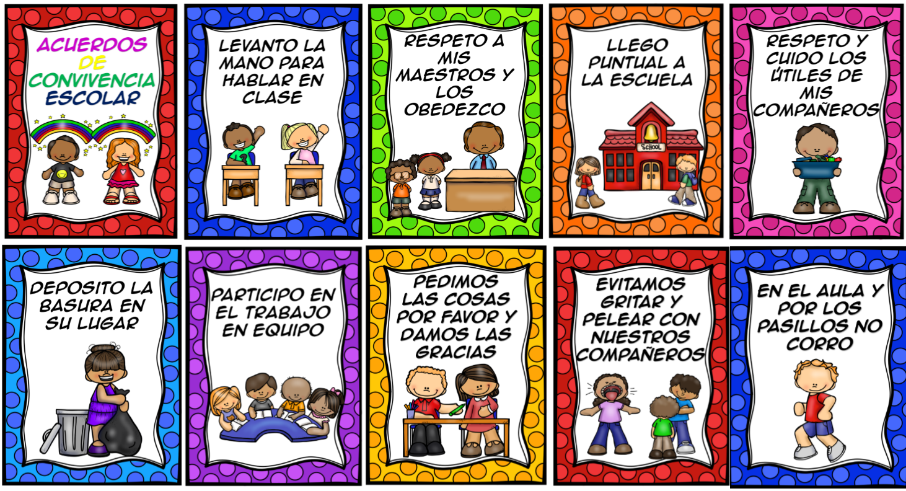 ACUERDOS
DE
CONVIVENCIA
ESCOLAR
LEVANTO LA
MANO PARA
HABLAR EN
CLASE
RESPETO A
MIS
MAESTROS Y
LOS
OBEDEZCO
LLEGO
PUNTUAL A
LA ESCUELA
SCHOOL
RESPETO Y
CUIDO LOS
ÚTILES DE
MIS
COMPAÑEROS
DEPOSITO LA
BASURA EN
SU LUGAR
PARTICIPO EN
EL TRABAJO
EN EQUIPO
PEDIMOS
LAS COSAS
POR FAVOR Y
DAMOS LAS
GRACIAS
EVITAMOS
GRITAR Y
PELEAR CON
NUESTROS
COMPAÑEROS
EN EL AULA Y
POR LOS
PASILLOS NO
CORRO